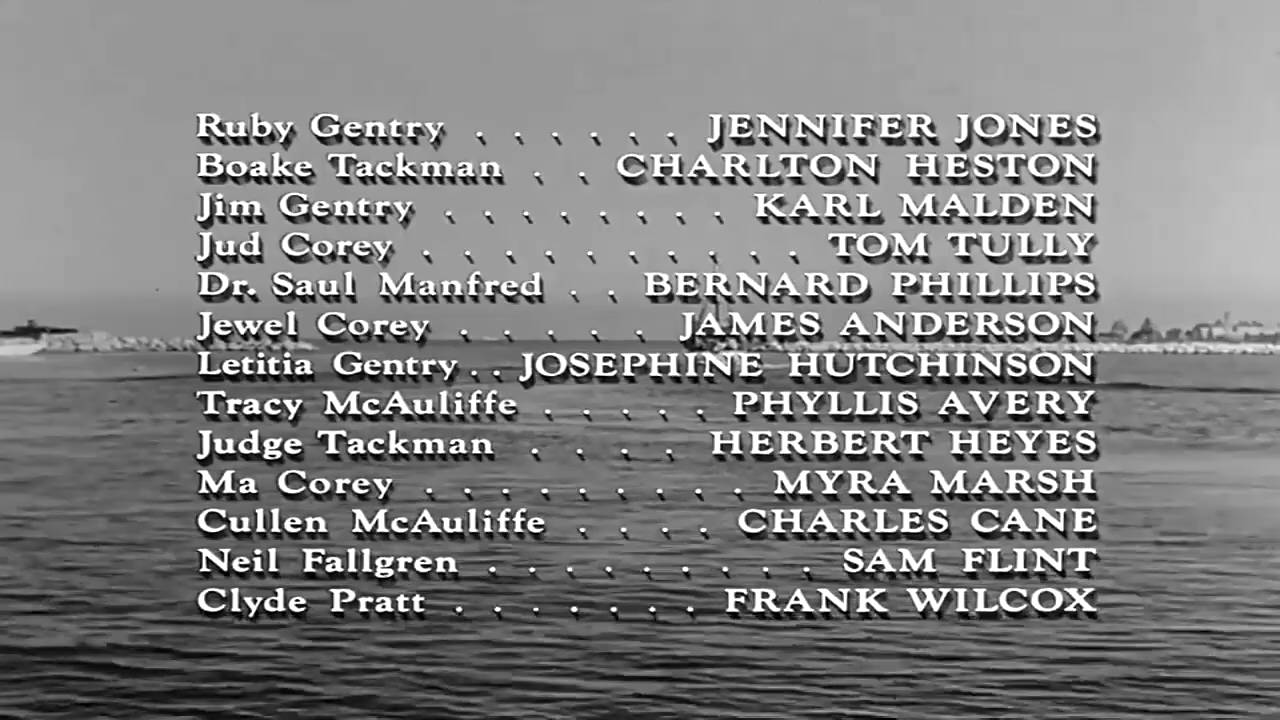 Ruby Gentry . . . . . . JENNIFER JONES
Boake Tackman . . CHARLTON HESTON
Jim Gentry . . . . . . . . KARL MALDEN
Jud Corey . . . . . . . . . . TOM TULLY
Dr. Saul Manfred . . BERNARD PHILLIPS
Jewel Corey . . . . . JAMES ANDERSON
Letitia Gentry . . JOSEPHINE HUTCHINSON
Tracy McAuliffe . . . . . PHYLLIS AVERY
Judge Tackman . . . . HERBERT HEYES
Ma Corey . . . . . . . . . MYRA MARSH
Cullen McAuliffe . . . . CHARLES CANE
Neil Fallgren . . . . . . . . . SAM FLINT
Clyde Pratt . . . . . . . FRANK WILCOX